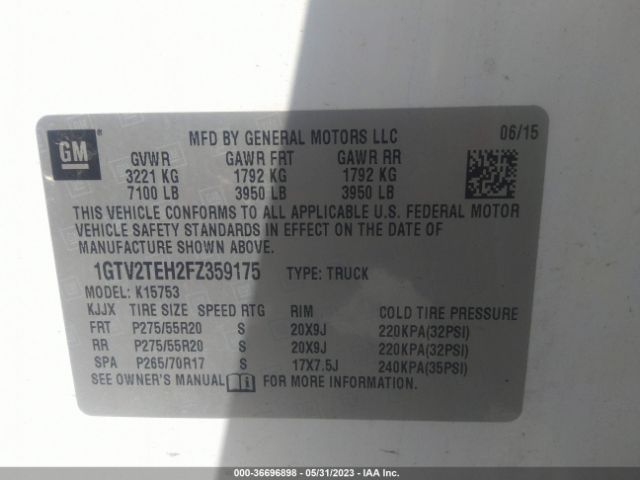 GM
MFD BY GENERAL MOTORS LLC 06/15
GVWR GAWR FRT GAWR RR
3221 KG 1792 KG 1792 KG
7100 LB 3950 LB 3950 LB
THIS VEHICLE CONFORMS TO ALL APPLICABLE U.S. FEDERAL MOTOR
VEHICLE SAFETY STANDARDS IN EFFECT ON THE DATE OF
MANUFACTURE SHOWN ABOVE.
1GTV2TEH2FZ359175 TYPE: TRUCK
MODEL: K15753
KJJX TIRE SIZE SPEED RTG RIM COLD TIRE PRESSURE
FRT P275/55R20 S 20X9J 220KPA(32PSI)
RR P275/55R20 S 20X9J 220KPA(32PSI)
SPA P265/70R17 S 17X7.5J 240KPA(35PSI)
SEE OWNER'S MANUAL FOR MORE INFORMATION.
000-36696898 - 05/31/2023 - IAA Inc.